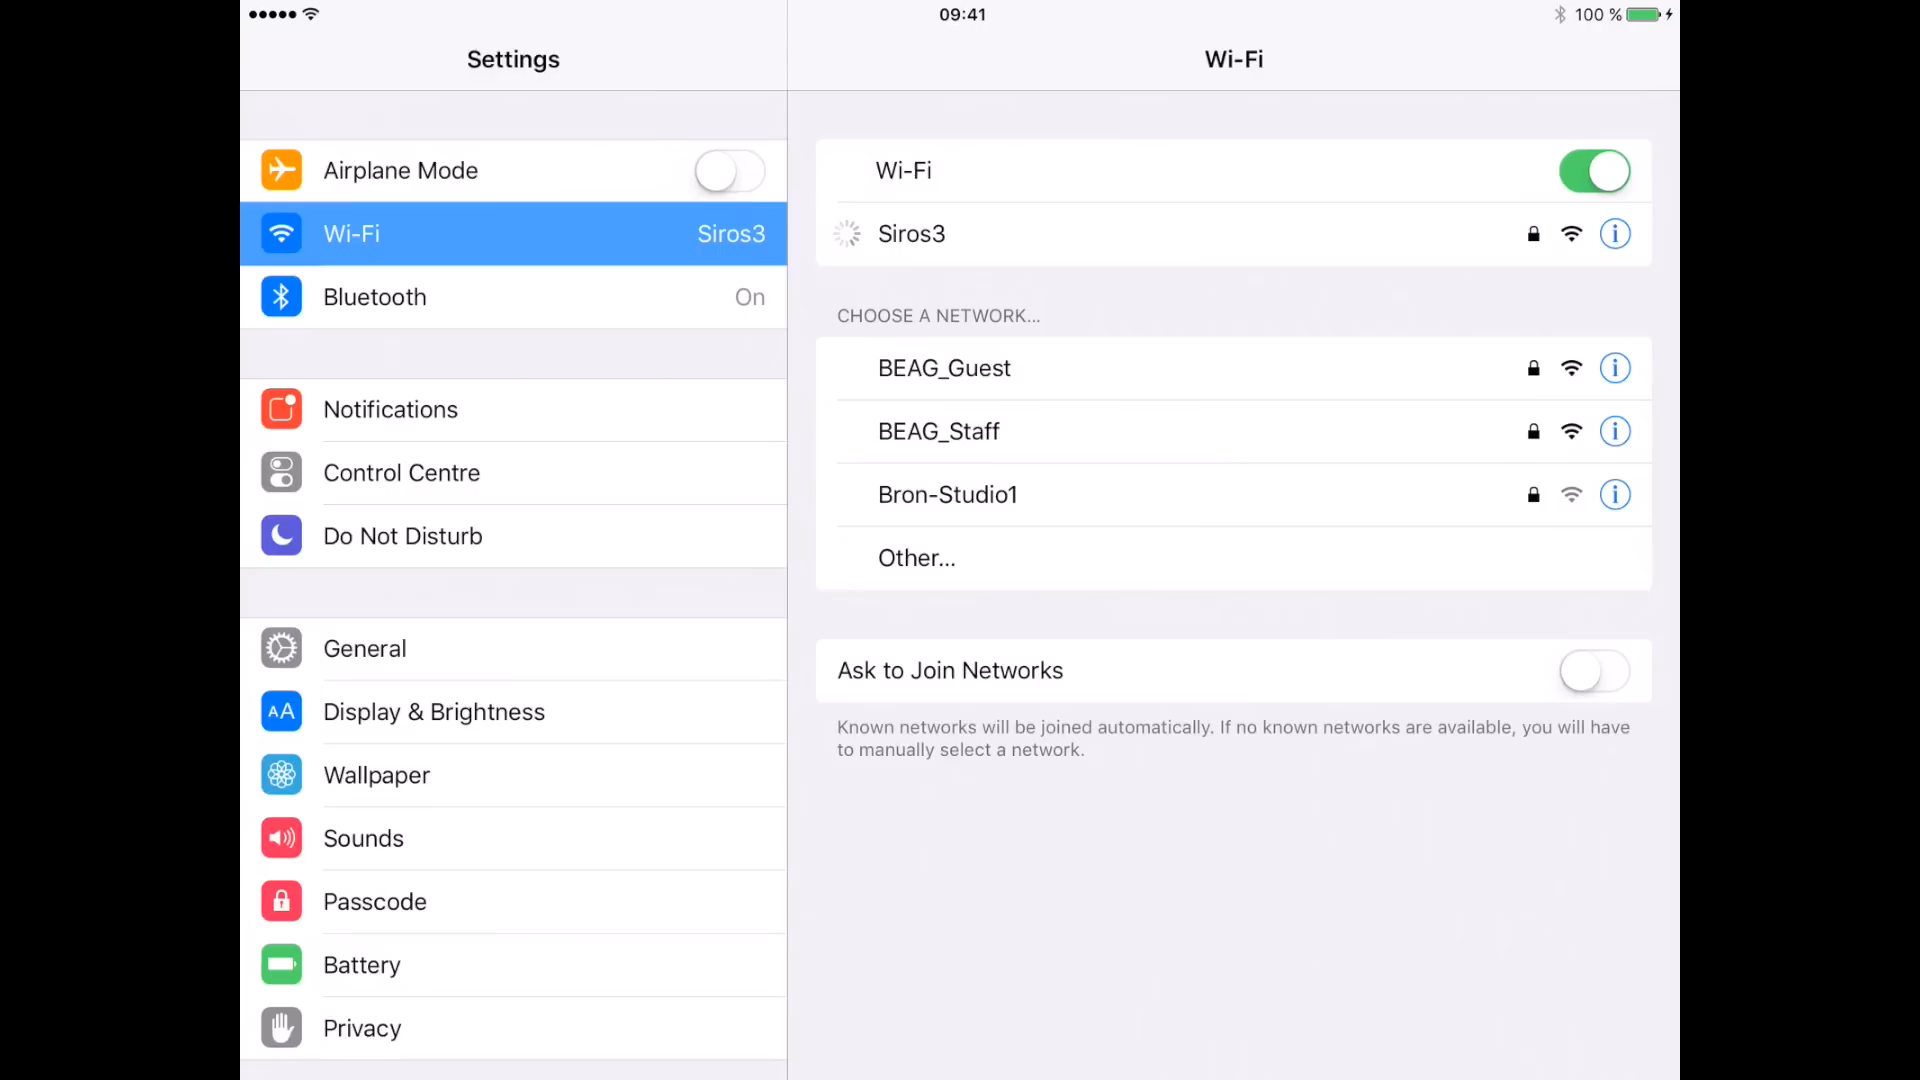 09:41
100 %
Settings
Wi-Fi
Airplane Mode
Wi-Fi Siros3
Bluetooth On
Notifications
Control Centre
Do Not Disturb
General
AA Display & Brightness
Wallpaper
Sounds
Passcode
Battery
Privacy
Wi-Fi
Siros3
CHOOSE A NETWORK...
BEAG_Guest
BEAG_Staff
Bron-Studio1
Other...
Ask to Join Networks
Known networks will be joined automatically. If no known networks are available, you will have
to manually select a network.